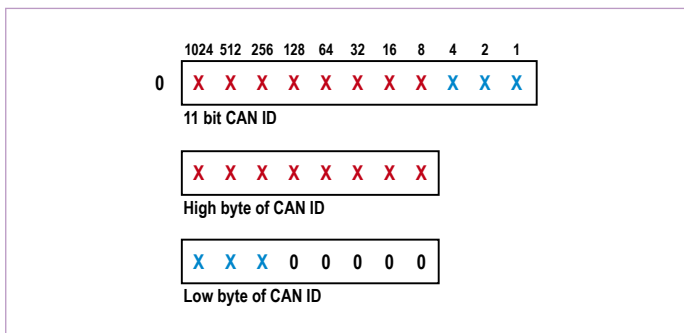 1024 512 256 128 64 32 16 8 4 2 1
0 X X X X X X X X X X X
11 bit CAN ID
X X X X X X X X
High byte of CAN ID
X X X 0 0 0 0 0
Low byte of CAN ID